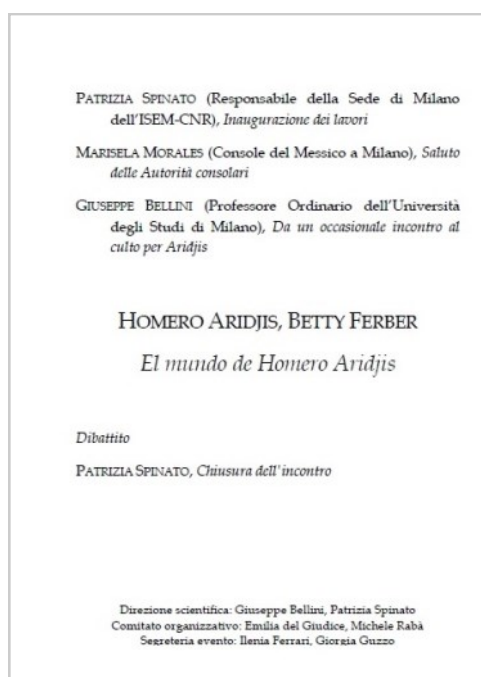 PATRIZIA SPINATO (Responsabile della Sede di Milano
dell'ISEM-CNR), Inaugurazione dei lavori
MARISELA MORALES (Console del Messico a Milano), Saluto
delle Autorità consolari
GIUSEPPE BELLINI (Professore Ordinario dell'Università
degli Studi di Milano), Da un occasionale incontro al
culto per Aridjis
HOMERO ARIDJIS, BETTY FERBER
El mundo de Homero Aridjis
Dibattito
PATRIZIA SPINATO, Chiusura dell'incontro
Direzione scientifica: Giuseppe Bellini, Patrizia Spinato
Comitato organizzativo: Emilia del Giudice, Michele Rabà
Segreteria evento: Ilenia Ferrari, Giorgia Guzzo